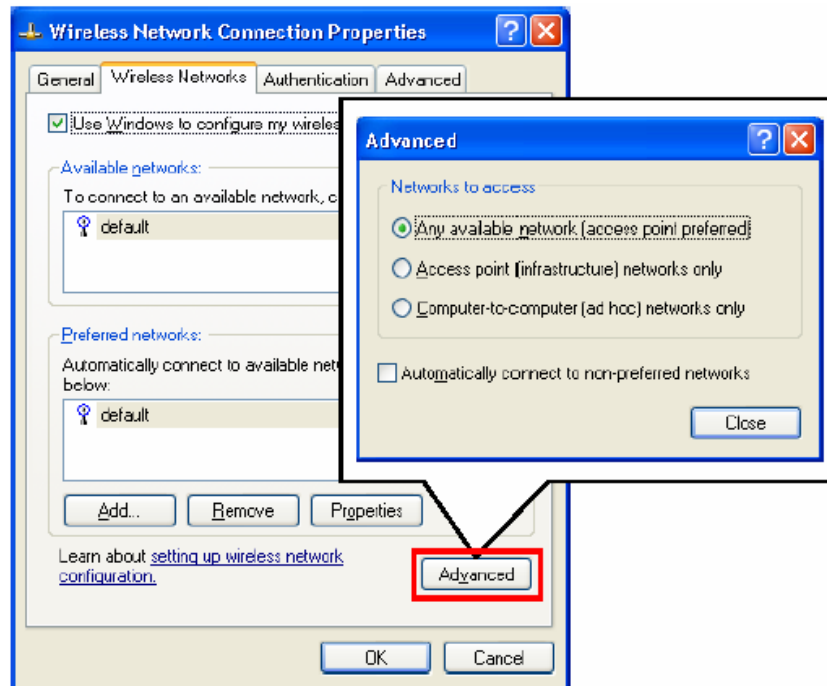 Wireless Network Connection Properties
General Wireless Networks Authentication Advanced
Use Windows to configure my wireles
Available networks:
To connect to an available network, c
default
Preferred networks:
Automatically connect to available net
below:
default
Add... Remove Properties
Learn about setting up wireless network
configuration.
Advanced
OK Cancel
Advanced
Networks to access
Any available network (access point preferred)
Access point (infrastructure) networks only
Computer-to-computer (ad hoc) networks only
Automatically connect to non-preferred networks
Close